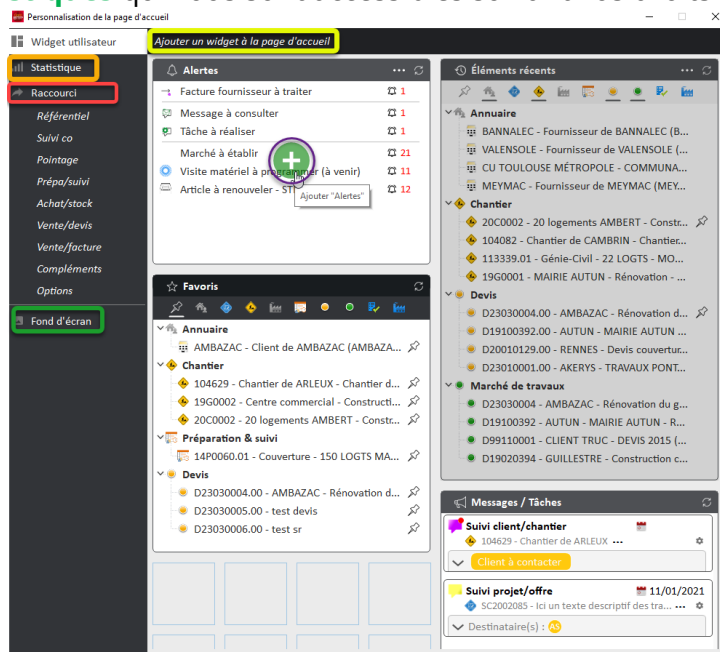 Personnalisation de la page d'accueil
Widget utilisateur
Statistique
Raccourci
Référentiel
Suivi co
Pointage
Prépa/suivi
Achat/stock
Vente/devis
Vente/facture
Compléments
Options
Fond d'écran
Ajouter un widget à la page d'accueil
Alertes
Facture fournisseur à traiter 1
Message à consulter 1
Tâche à réaliser 1
Marché à établir 21
Visite matériel à (à venir) 11
Article à renouveler - 12
Ajouter "Alertes"
Favoris
Annuaire
AMBAZAC - Client de AMBAZAC (AMBAZA...
Chantier
104629 - Chantier de ARLEUX - Chantier d...
19G0002 - Centre commercial - Constructi...
20C0002 - 20 logements AMBERT - Constr...
Préparation & suivi
14P0060.01 - Couverture - 150 LOGTS MA...
Devis
D23030004.00 - AMBAZAC - Rénovation d...
D23030005.00 - test devis
D23030006.00 - test sr
Éléments récents
Annuaire
BANNALEC - Fournisseur de BANNALEC (B...
VALENSOLE - Fournisseur de VALENSOLE (...
CU TOULOUSE MÉTROPOLE - COMMUNA...
MEYMAC - Fournisseur de MEYMAC (MEY...
Chantier
20C0002 - 20 logements AMBERT - Constr...
104082 - Chantier de CAMBRIN - Chantier...
113339.01 - Génie-Civil - 22 LOGTS - MO...
19G0001 - MAIRIE AUTUN - Rénovation - ...
Devis
D23030004.00 - AMBAZAC - Rénovation d...
D19100392.00 - AUTUN - MAIRIE AUTUN ...
D20010129.00 - RENNES - Devis couvertur...
D23010001.00 - AKERYS - TRAVAUX PONT...
Marché de travaux
D23030004 - AMBAZAC - Rénovation du g...
D19100392 - AUTUN - MAIRIE AUTUN - R...
D99110001 - CLIENT TRUC - DEVIS 2015 (...
D19020394 - GUILLESTRE - Construction c...
Messages / Tâches
Suivi client/chantier
104629 - Chantier de ARLEUX ...
Client à contacter
Suivi projet/offre 11/01/2021
SC2002085 - Ici un texte descriptif des tra... ...
Destinataire(s) : AS